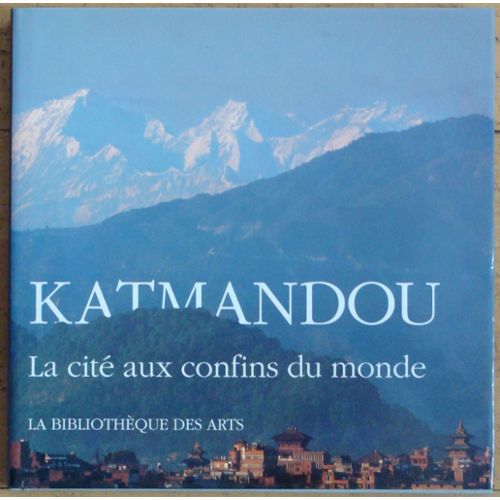 KATMANDOU
La cité aux confins du monde
LA BIBLIOTHÈQUE DES ARTS